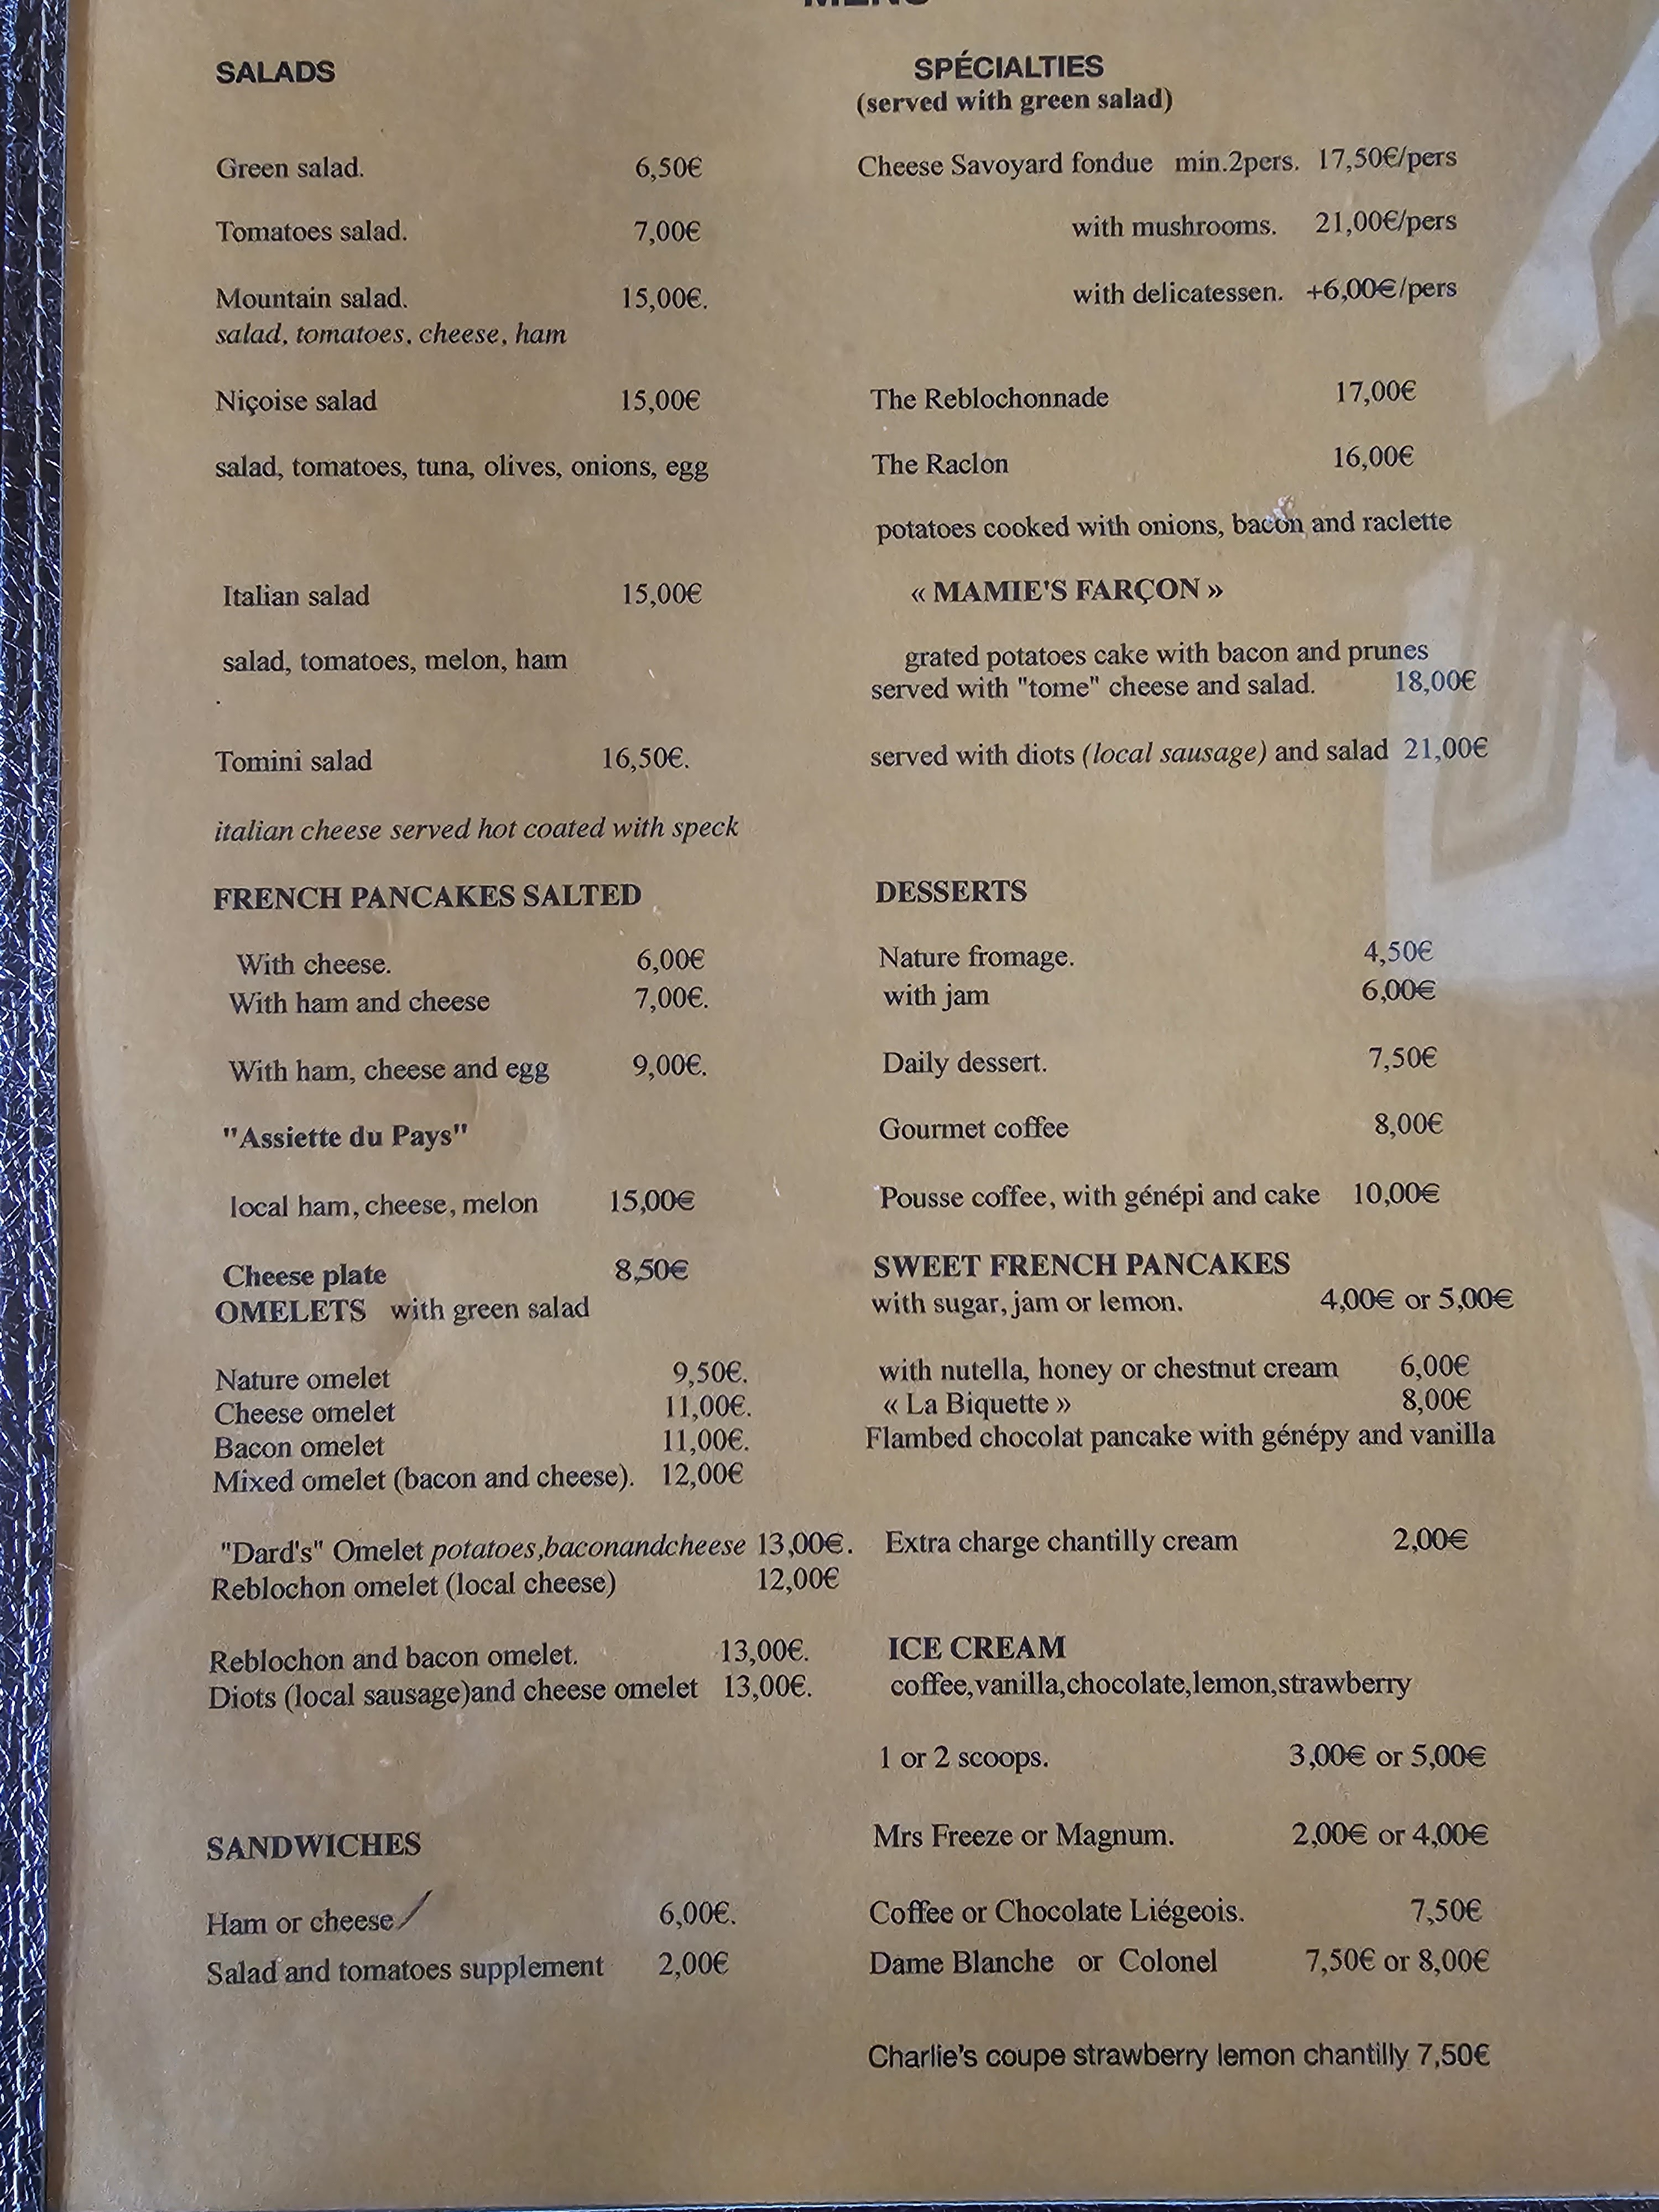 MENU
SALADS
Green salad. 6,50€
Tomatoes salad. 7,00€
Mountain salad. 15,00€.
salad, tomatoes, cheese, ham
Niçoise salad 15,00€
salad, tomatoes, tuna, olives, onions, egg
Italian salad 15,00€
salad, tomatoes, melon, ham
.
Tomini salad 16,50€.
italian cheese served hot coated with speck
FRENCH PANCAKES SALTED
With cheese. 6,00€
With ham and cheese 7,00€.
With ham, cheese and egg 9,00€.
"Assiette du Pays"
local ham, cheese, melon 15,00€
Cheese plate 8,50€
OMELETS with green salad
Nature omelet 9,50€.
Cheese omelet 11,00€.
Bacon omelet 11,00€.
Mixed omelet (bacon and cheese). 12,00€
"Dard's" Omelet potatoes,baconandcheese 13,00€.
Reblochon omelet (local cheese) 12,00€
Reblochon and bacon omelet. 13,00€.
Diots (local sausage)and cheese omelet 13,00€.
SANDWICHES
Ham or cheese 6,00€.
Salad and tomatoes supplement 2,00€
SPÉCIALTIES
(served with green salad)
Cheese Savoyard fondue min.2pers. 17,50€/pers
with mushrooms. 21,00€/pers
with delicatessen. +6,00€/pers
The Reblochonnade 17,00€
The Raclon 16,00€
potatoes cooked with onions, bacon and raclette
« MAMIE'S FARÇON »
grated potatoes cake with bacon and prunes
served with "tome" cheese and salad. 18,00€
served with diots (local sausage) and salad 21,00€
DESSERTS
Nature fromage. 4,50€
with jam 6,00€
Daily dessert. 7,50€
Gourmet coffee 8,00€
Pousse coffee, with génépi and cake 10,00€
SWEET FRENCH PANCAKES
with sugar, jam or lemon. 4,00€ or 5,00€
with nutella, honey or chestnut cream 6,00€
« La Biquette » 8,00€
Flambed chocolat pancake with génépy and vanilla
Extra charge chantilly cream 2,00€
ICE CREAM
coffee,vanilla,chocolate,lemon,strawberry
1 or 2 scoops. 3,00€ or 5,00€
Mrs Freeze or Magnum. 2,00€ or 4,00€
Coffee or Chocolate Liégeois. 7,50€
Dame Blanche or Colonel 7,50€ or 8,00€
Charlie's coupe strawberry lemon chantilly 7,50€